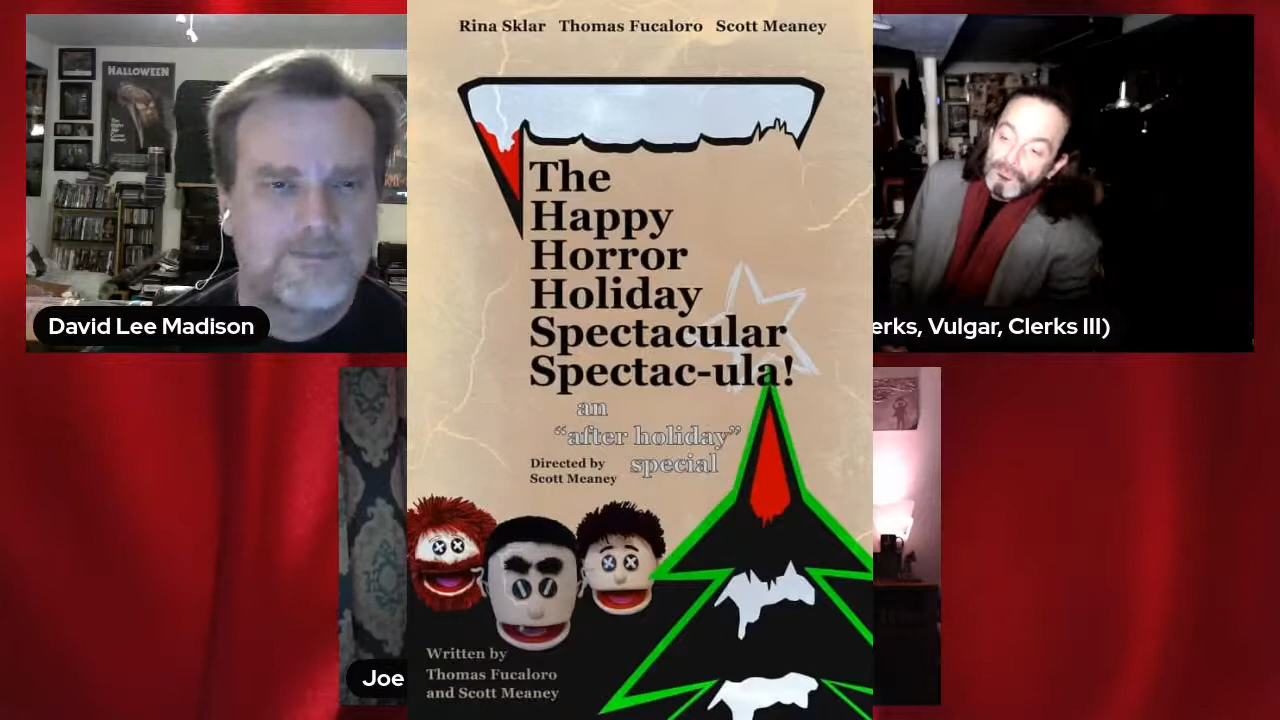 Rina Sklar Thomas Fucaloro Scott Meaney
HALLOWEEN
The
Happy
Horror
Holiday
Spectacular
Spectac-ula!
an
“after holiday”
special
Directed by
Scott Meaney
David Lee Madison
erks, Vulgar, Clerks III)
Written by
Thomas Fucaloro
and Scott Meaney
Joe